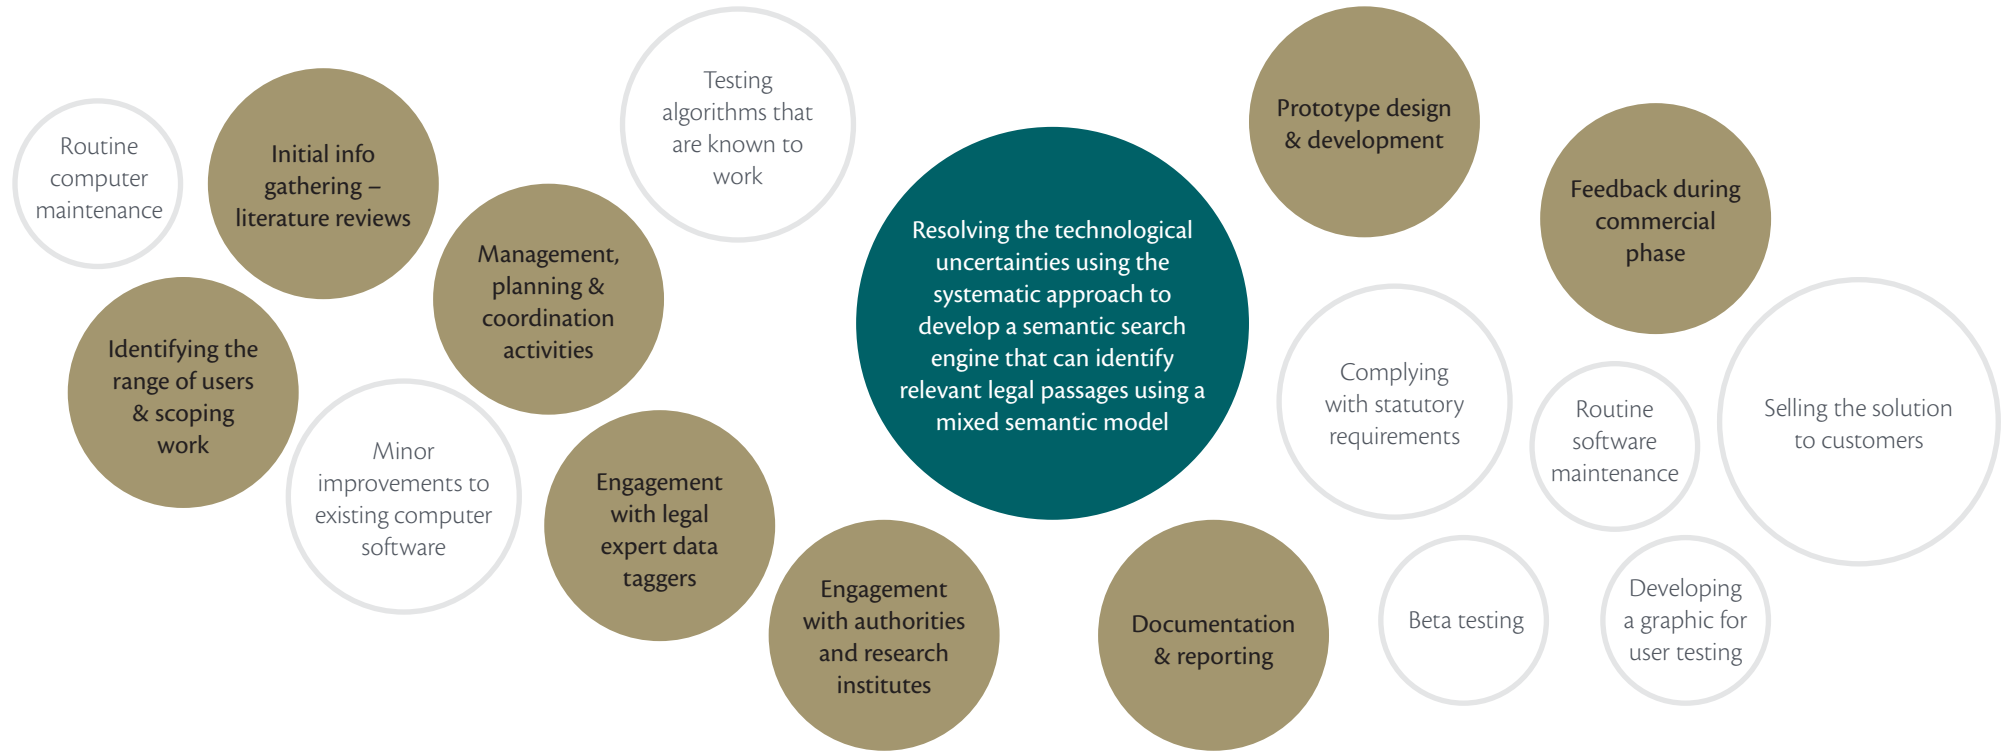 Routine
computer
maintenance
Initial info
gathering –
literature reviews
Identifying the
range of users
& scoping
work
Management,
planning &
coordination
activities
Minor
improvements to
existing computer
software
Testing
algorithms that
are known to
work
Engagement
with legal
expert data
taggers
Engagement
with authorities
and research
institutes
Resolving the technological
uncertainties using the
systematic approach to
develop a semantic search
engine that can identify
relevant legal passages using a
mixed semantic model
Documentation
& reporting
Prototype design
& development
Feedback during
commercial
phase
Complying
with statutory
requirements
Routine
software
maintenance
Selling the solution
to customers
Beta testing
Developing
a graphic for
user testing